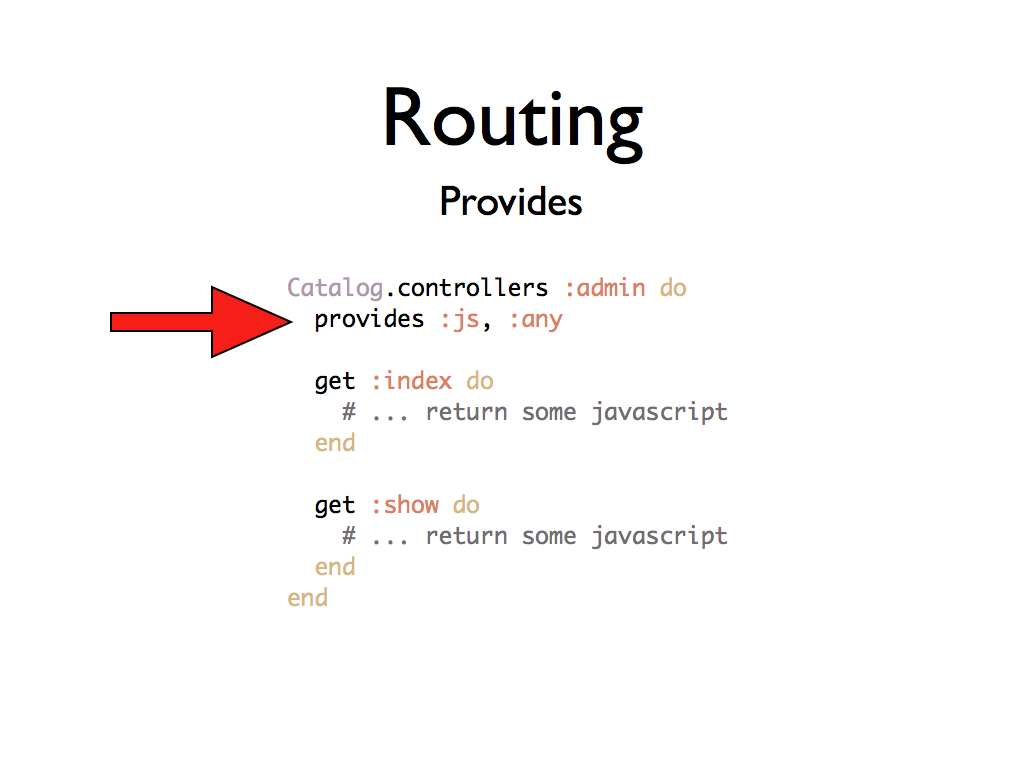 Routing
Provides
Catalog.controllers :admin do
  provides :js, :any
  get :index do
    # ... return some javascript
  end
  get :show do
    # ... return some javascript
  end
end